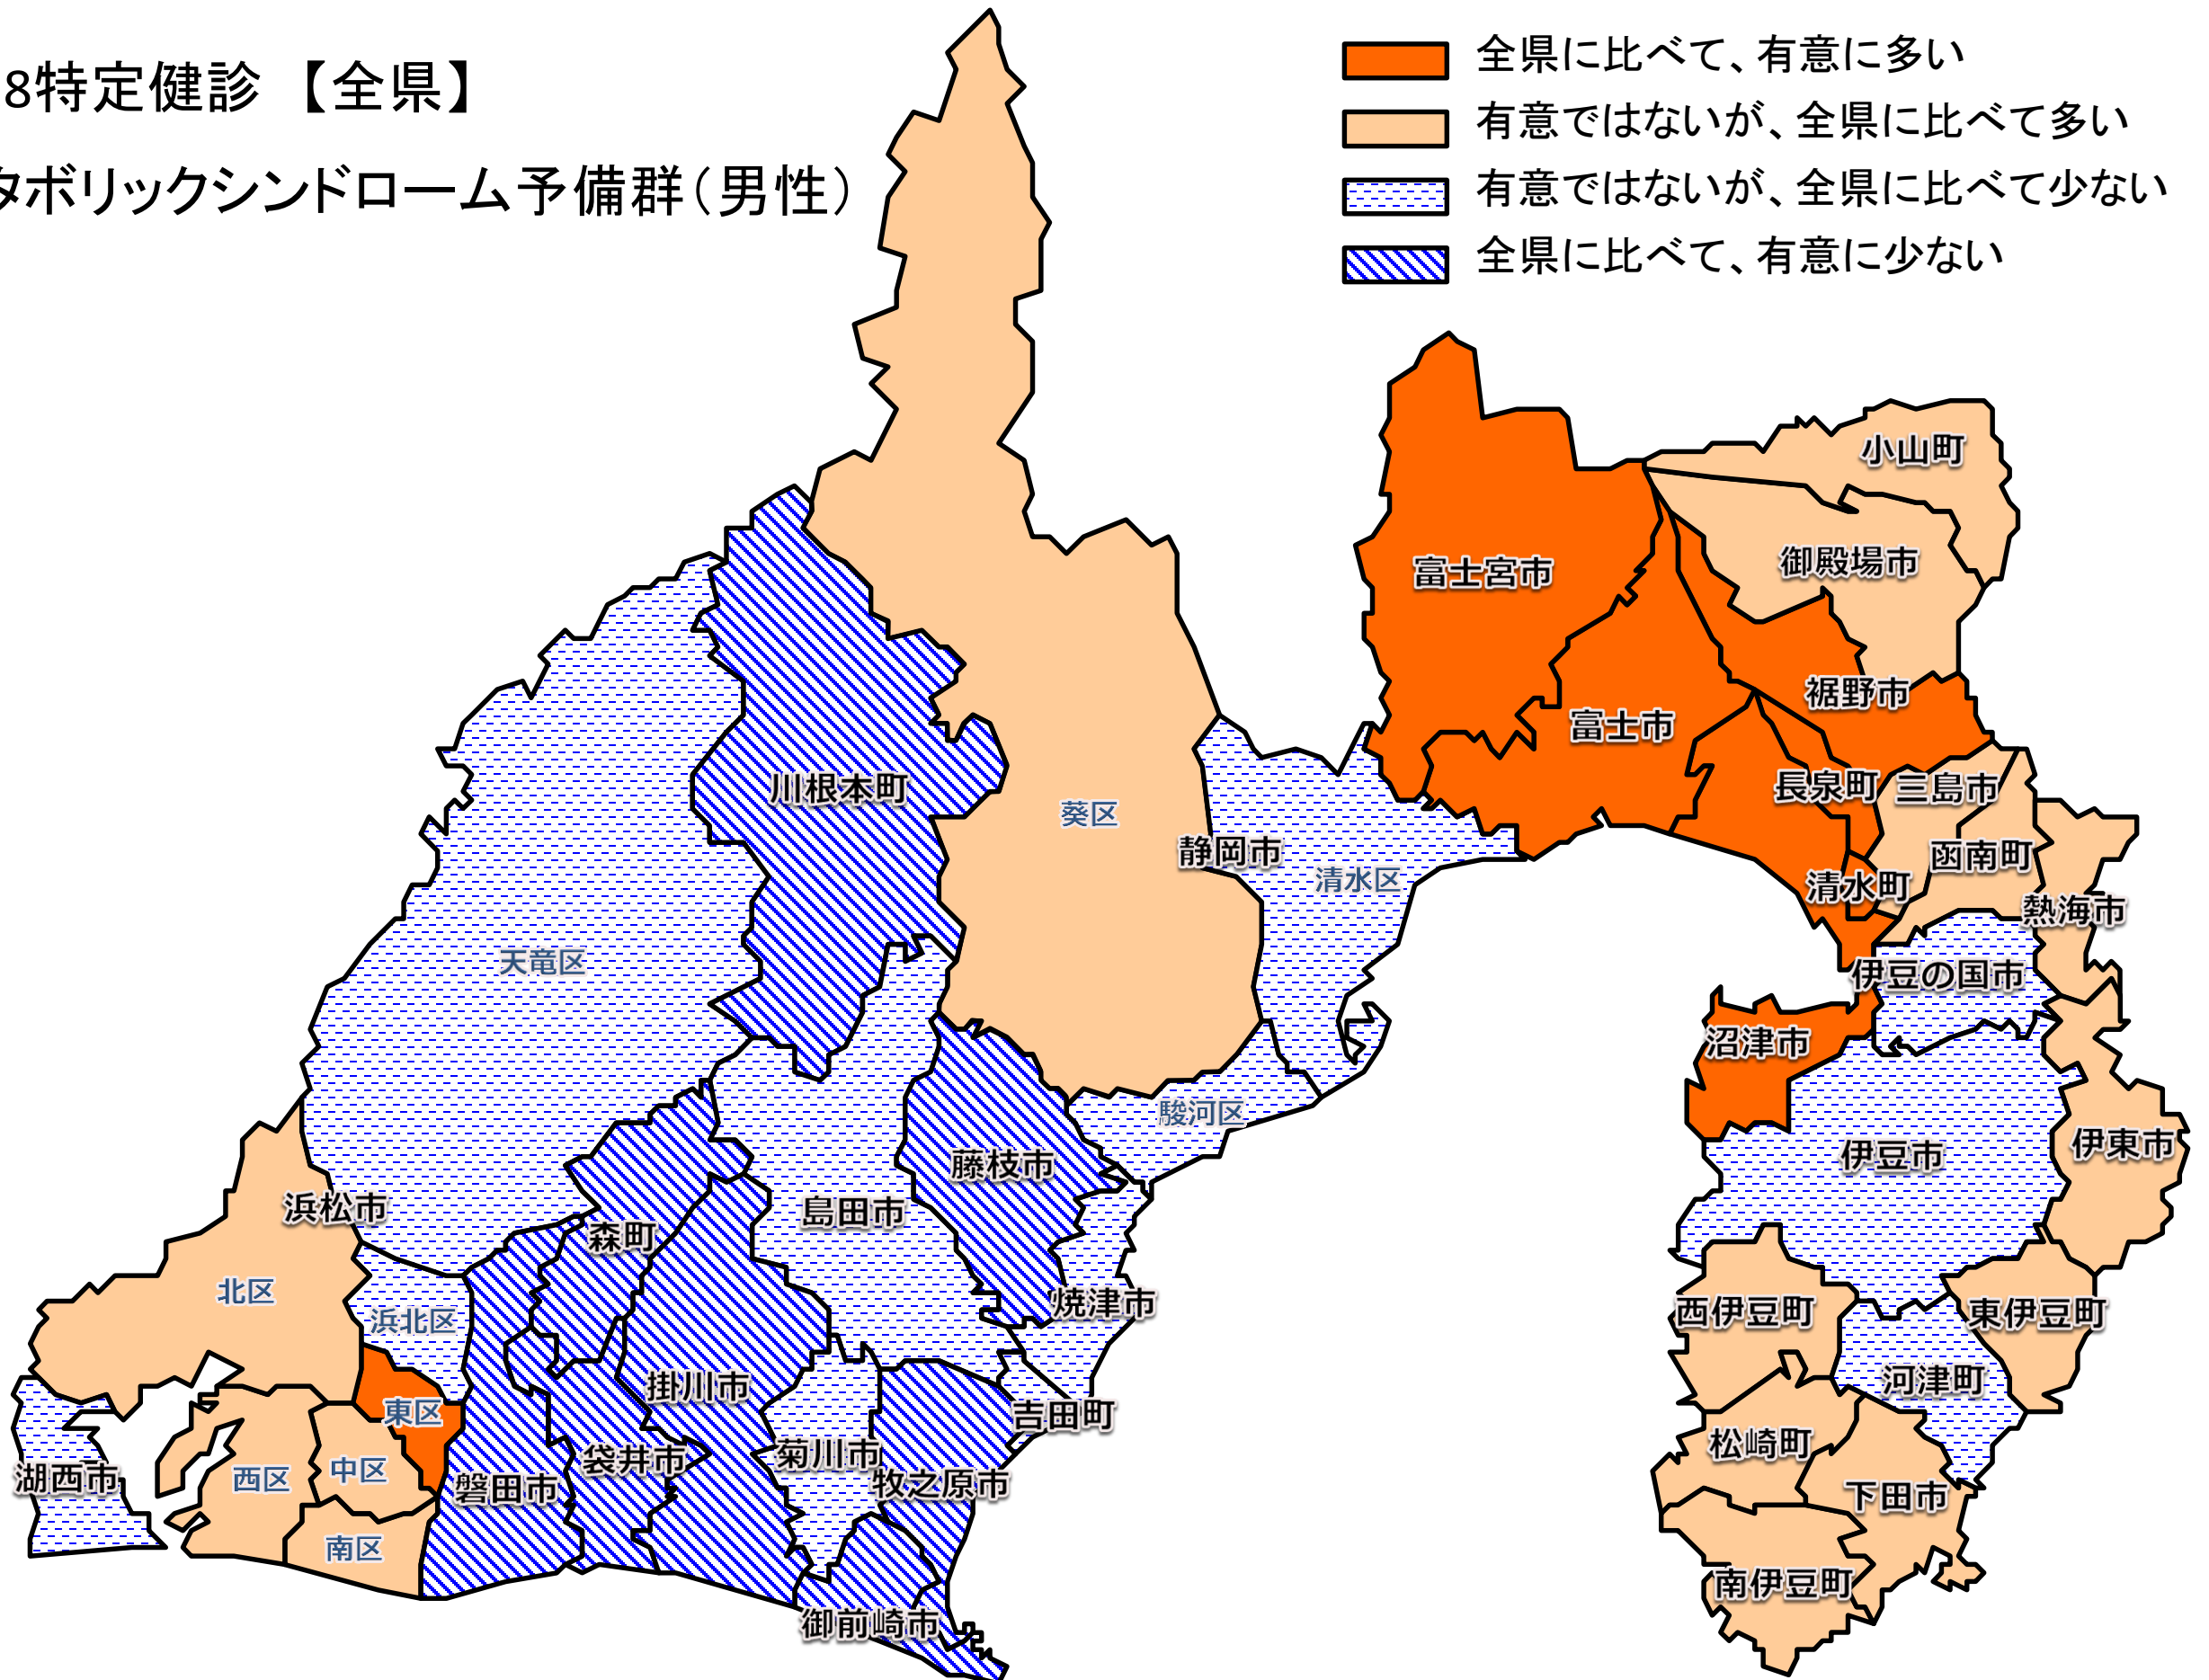 8特定健診 【全県】
タボリックシンドローム予備群（男性）
全県に比べて、有意に多い
有意ではないが、全県に比べて多い
有意ではないが、全県に比べて少ない
全県に比べて、有意に少ない
小山町
御殿場市
富士宮市
裾野市
富士市
長泉町
三島市
川根本町
葵区
静岡市
函南町
清水区
清水町
熱海市
天竜区
伊豆の国市
沼津市
駿河区
伊東市
伊豆市
藤枝市
浜松市
島田市
森町
北区
焼津市
西伊豆町
東伊豆町
浜北区
河津町
掛川市
東区
吉田町
松崎町
菊川市
袋井市
中区
西区
湖西市
牧之原市
磐田市
下田市
南区
南伊豆町
御前崎市